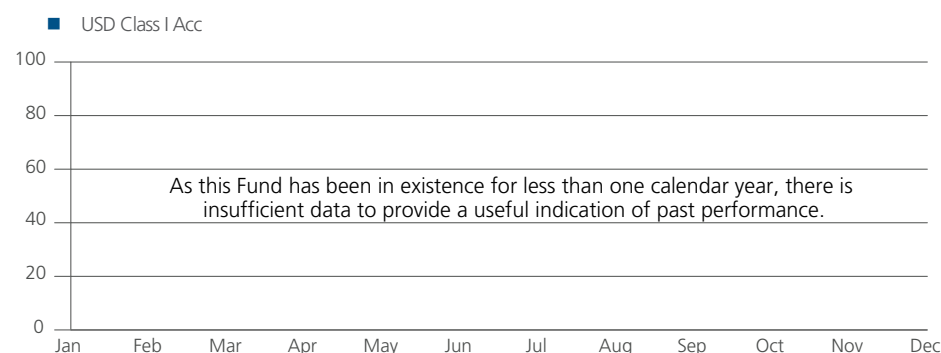 USD Class I Acc
100
80
60
As this Fund has been in existence for less than one calendar year, there is
insufficient data to provide a useful indication of past performance.
40
20
0
Jan Feb Mar Apr May Jun Jul Aug Sep Oct Nov Dec